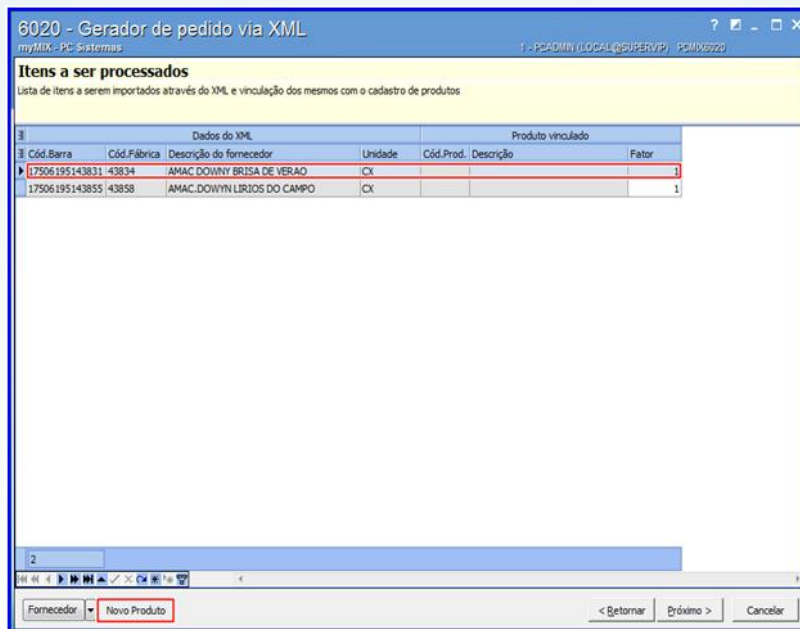 6020 - Gerador de pedido via XML
myMIX - PC Sistemas 1 - PCADMIN (LOCAL@SUPERVIP) PCMIX6020
Itens a ser processados
Lista de itens a serem importados através do XML e vinculação dos mesmos com o cadastro de produtos
Dados do XML Produto vinculado
Cód.Barra Cód.Fábrica Descrição do fornecedor Unidade Cód.Prod. Descrição Fator
17506195143831 43834 AMAC DOWNY BRISA DE VERAO CX 1
17506195143855 43858 AMAC.DOWYN LIRIOS DO CAMPO CX 1
2
Fornecedor Novo Produto < Retornar Próximo > Cancelar